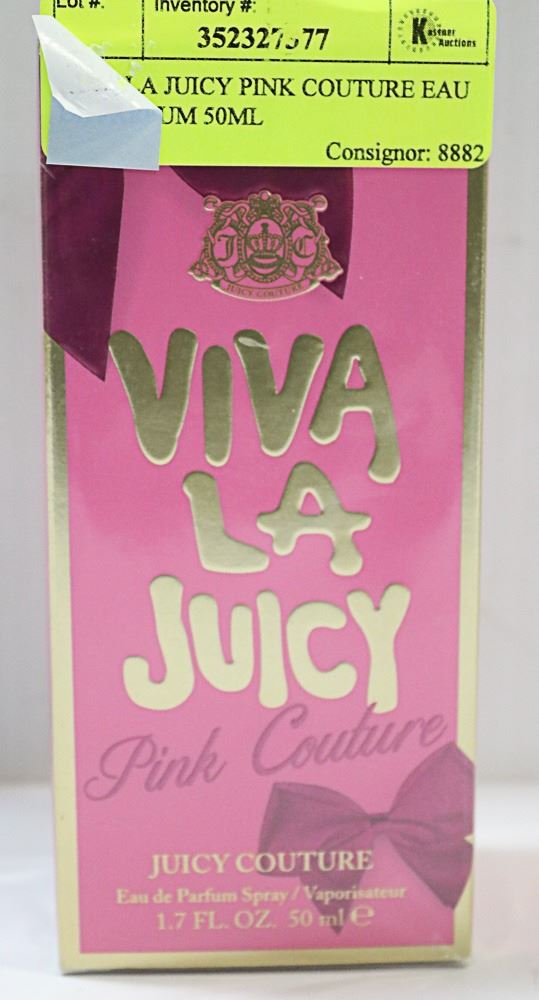 Lot #:
Inventory #:
352327577
Kastner
Auctions
LA JUICY PINK COUTURE EAU
UM 50ML
Consignor: 8882
J C
JUICY COUTURE
VIVA
LA
JUICY
Pink Couture
JUICY COUTURE
Eau de Parfum Spray / Vaporisateur
1.7 FL. OZ. 50 ml ℮